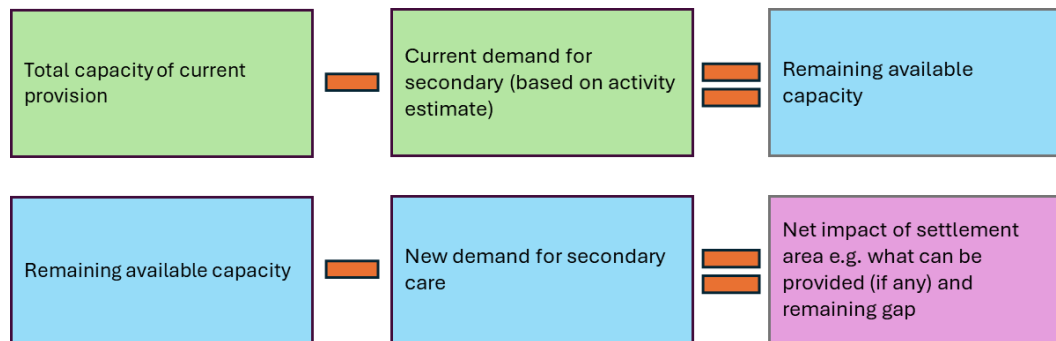 Total capacity of current
provision
Current demand for
secondary (based on activity
estimate)
Remaining available
capacity
Remaining available capacity
New demand for secondary
care
Net impact of settlement
area e.g. what can be
provided (if any) and
remaining gap